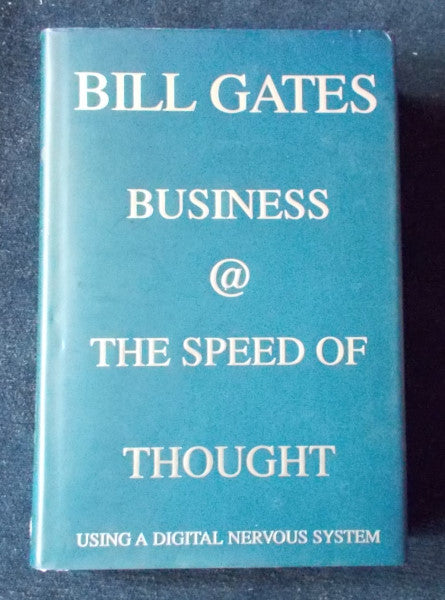 BILL GATES
BUSINESS
@
THE SPEED OF
THOUGHT
USING A DIGITAL NERVOUS SYSTEM